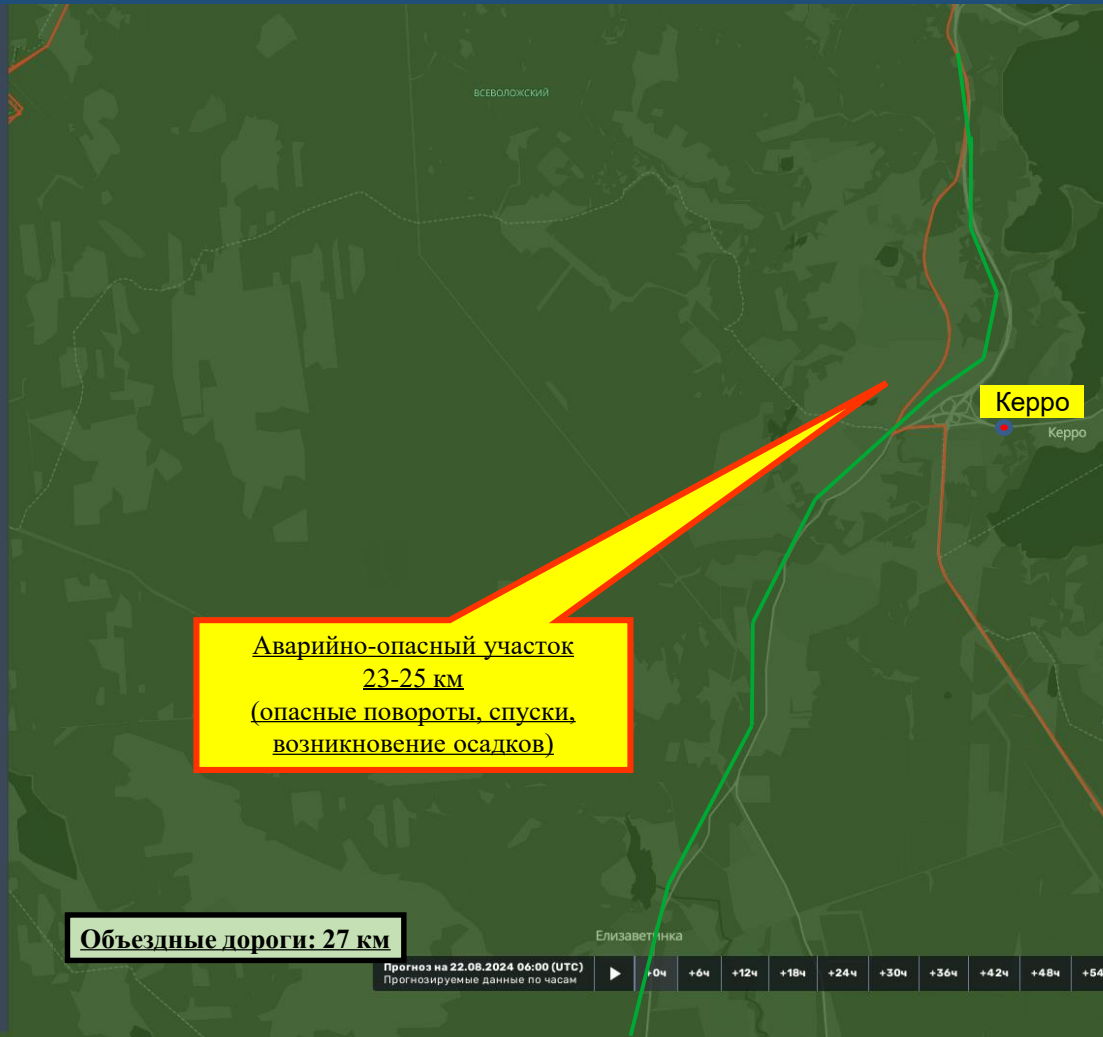 ВСЕВОЛОЖСКИЙ
Керро
Керро
Аварийно-опасный участок
23-25 км
(опасные повороты, спуски,
возникновение осадков)
Объездные дороги: 27 км
Елизаветинка
Прогноз на 22.08.2024 06:00 (UTC)
Прогнозируемые данные по часам
+0ч +6ч +12ч +18ч +24ч +30ч +36ч +42ч +48ч +54